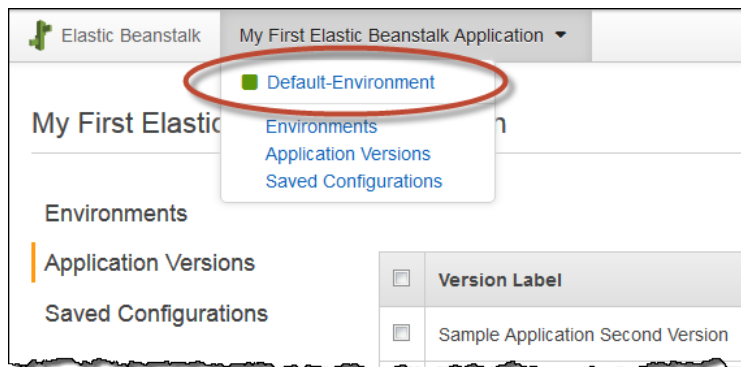 Elastic Beanstalk
My First Elastic Beanstalk Application
Default-Environment
Environments
Application Versions
Saved Configurations
My First Elastic
n
Environments
Application Versions
Saved Configurations
Version Label
Sample Application Second Version